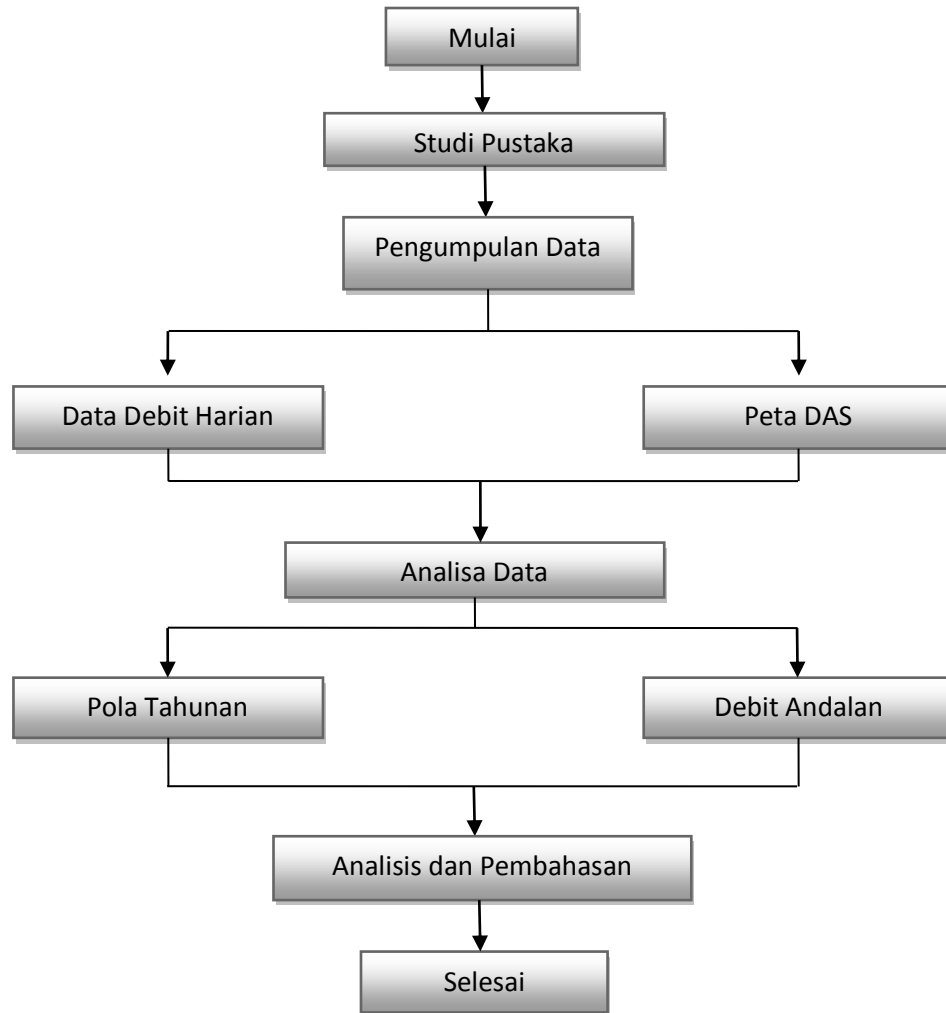 Mulai
Studi Pustaka
Pengumpulan Data
Data Debit Harian
Peta DAS
Analisa Data
Pola Tahunan
Debit Andalan
Analisis dan Pembahasan
Selesai